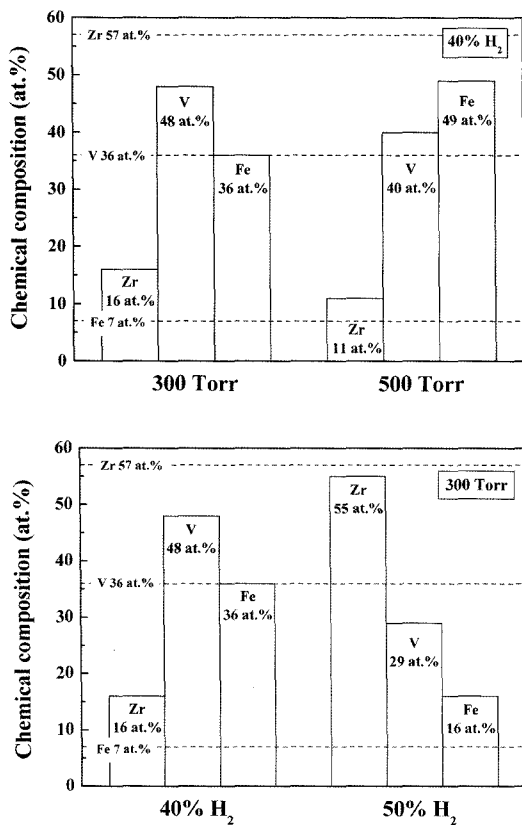 Chemical composition (at.%)
60
50
40
30
20
10
0
Zr 57 at.%
V 36 at.%
Fe 7 at.%
40% H2
Zr
16 at.%
V
48 at.%
Fe
36 at.%
Zr
11 at.%
V
40 at.%
Fe
49 at.%
300 Torr
500 Torr
Chemical composition (at.%)
60
50
40
30
20
10
0
Zr 57 at.%
V 36 at.%
Fe 7 at.%
300 Torr
Zr
16 at.%
V
48 at.%
Fe
36 at.%
Zr
55 at.%
V
29 at.%
Fe
16 at.%
40% H2
50% H2